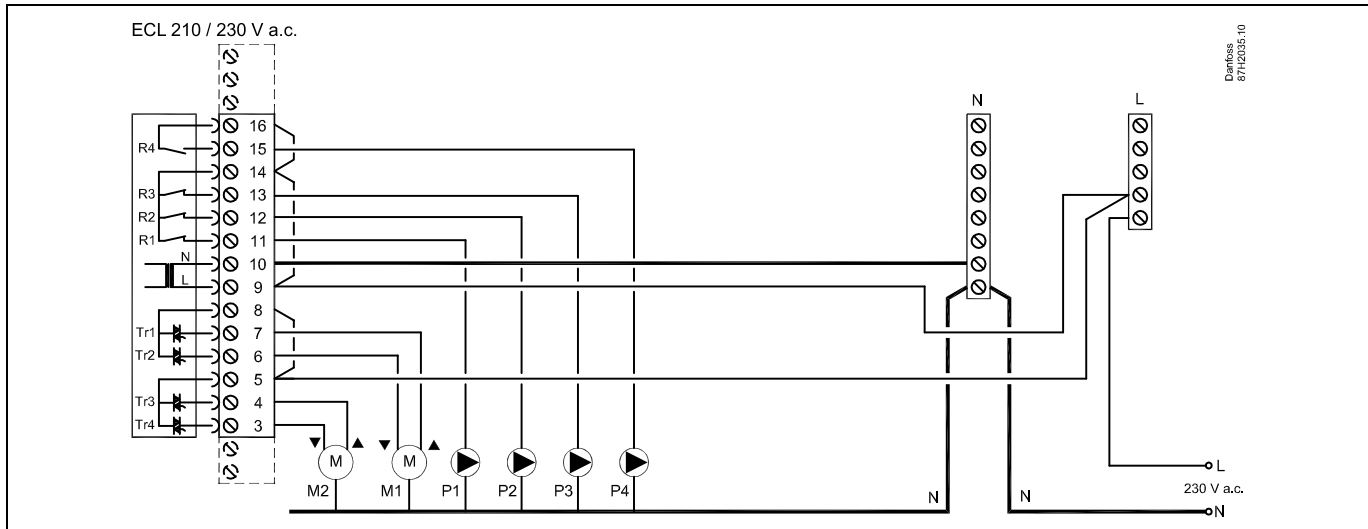 ECL 210 / 230 V a.c.
Danfoss
87H2035.10
N
L
16
R4
15
14
R3
13
R2
12
R1
11
N
10
L
9
8
Tr1
7
Tr2
6
5
Tr3
4
Tr4
3
M
M
M2
M1
P1
P2
P3
P4
N
N
L
230 V a.c.
N